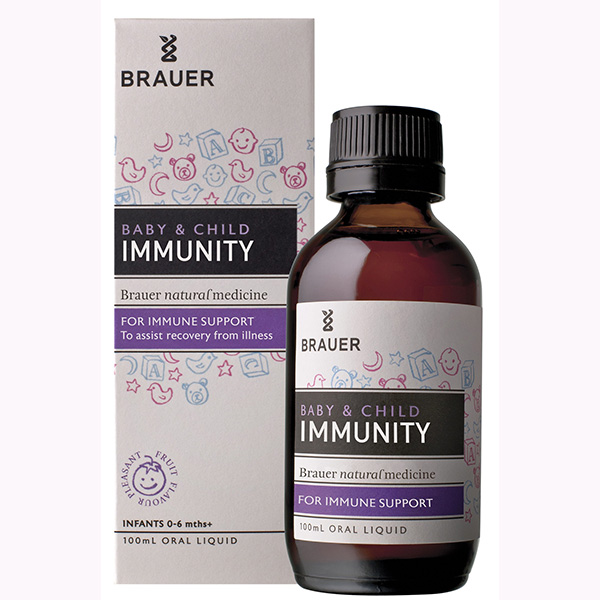 BRAUER
A
B
BABY & CHILD
IMMUNITY
Brauer natural medicine
FOR IMMUNE SUPPORT
To assist recovery from illness
PLEASANT FRUIT FLAVOUR
INFANTS 0-6 mths+
100mL ORAL LIQUID
BRAUER
BABY & CHILD
IMMUNITY
Brauer natural medicine
FOR IMMUNE SUPPORT
100mL ORAL LIQUID